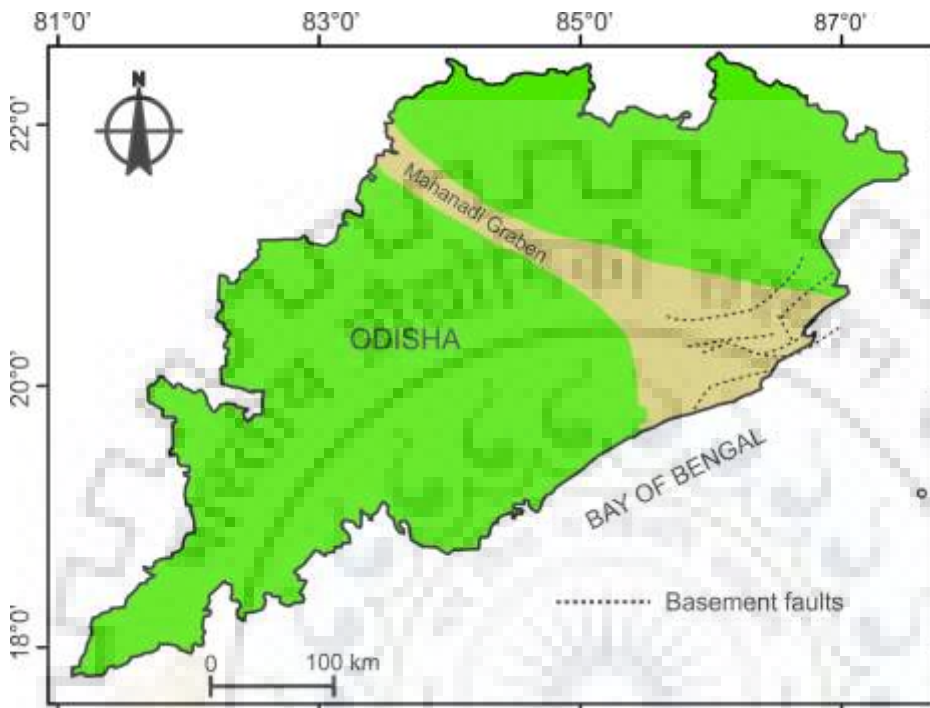 81°0'
83°0'
85°0'
87°0'
N
22°0'
20°0'
18°0'
Mahanadi Graben
ODISHA
BAY OF BENGAL
Basement faults
0
100 km